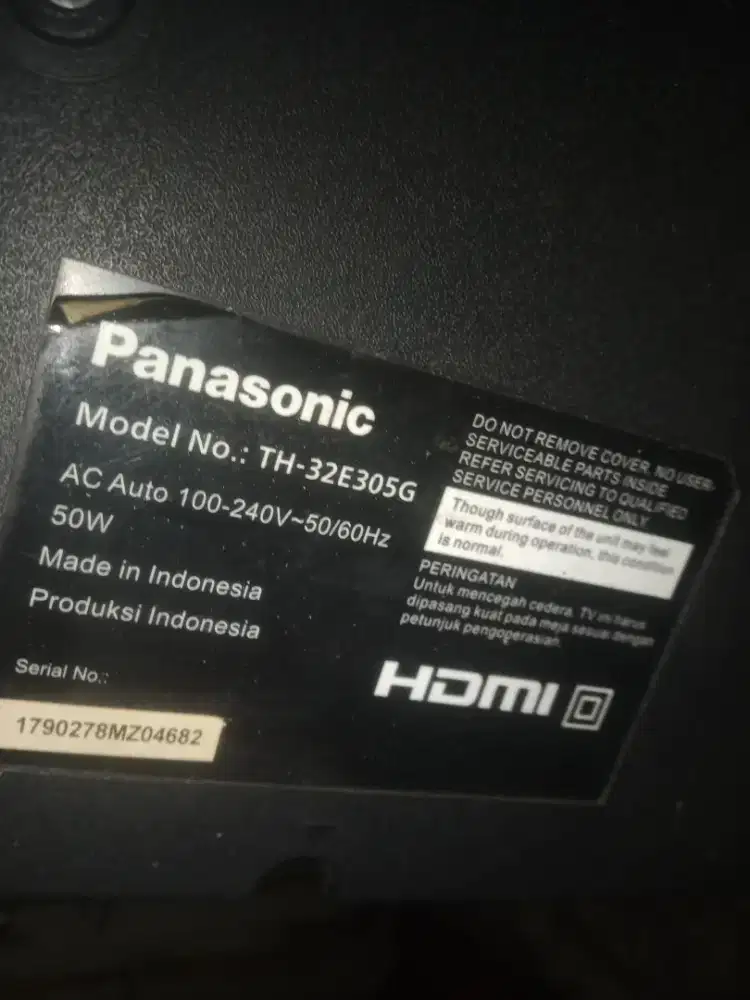 Panasonic
Model No.: TH-32E305G
AC Auto 100-240V~50/60Hz
50W
Made in Indonesia
Produksi Indonesia
Serial No.:
1790278MZ04682
DO NOT REMOVE COVER. NO USER-
SERVICEABLE PARTS INSIDE
REFER SERVICING TO QUALIFIED
SERVICE PERSONNEL ONLY.
Though surface of the unit may feel
warm during operation, this condition
is normal.
PERINGATAN
Untuk mencegah cedera, TV ini harus
dipasang kuat pada meja sesuai dengan
petunjuk pengoperasian.
HDMI